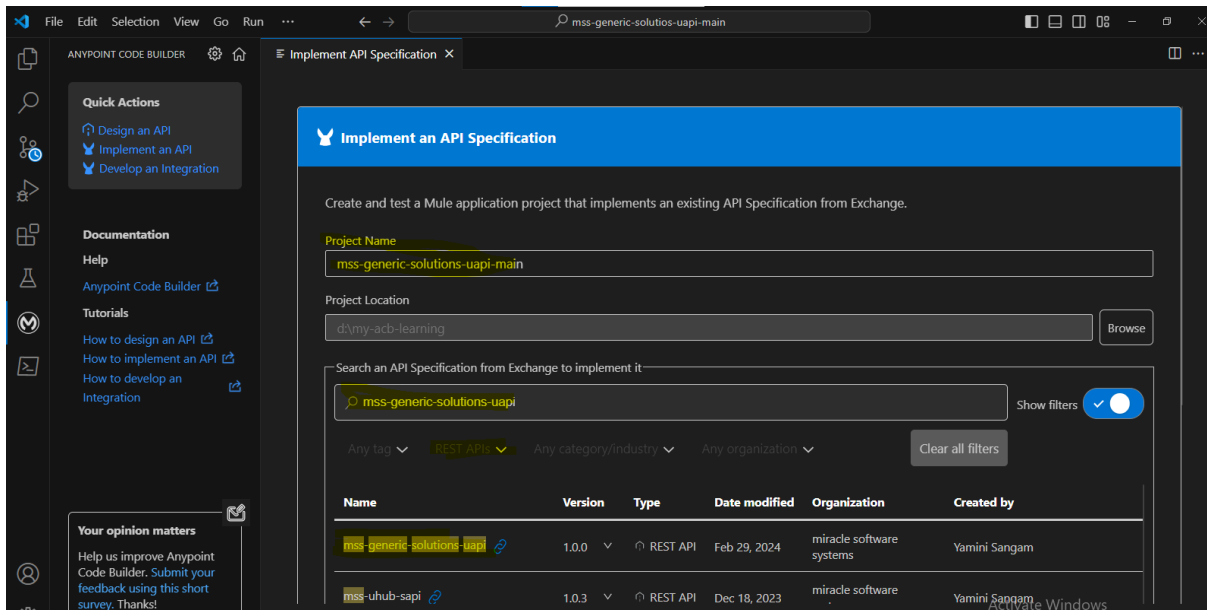 File Edit Selection View Go Run ···
mss-generic-solutios-uapi-main
ANYPOINT CODE BUILDER
Implement API Specification
Quick Actions
Design an API
Implement an API
Develop an Integration
Documentation
Help
Anypoint Code Builder
Tutorials
How to design an API
How to implement an API
How to develop an
Integration
Your opinion matters
Help us improve Anypoint
Code Builder. Submit your
feedback using this short
survey. Thanks!
Implement an API Specification
Create and test a Mule application project that implements an existing API Specification from Exchange.
Project Name
mss-generic-solutions-uapi-main
Project Location
d:\my-acb-learning
Browse
Search an API Specification from Exchange to implement it
mss-generic-solutions-uapi
Show filters
Any tag REST APIs Any category/industry Any organization Clear all filters
Name Version Type Date modified Organization Created by
mss-generic-solutions-uapi 1.0.0 REST API Feb 29, 2024 miracle software systems Yamini Sangam
mss-uhub-sapi 1.0.3 REST API Dec 18, 2023 miracle software Yamini Sangam
Activate Windows